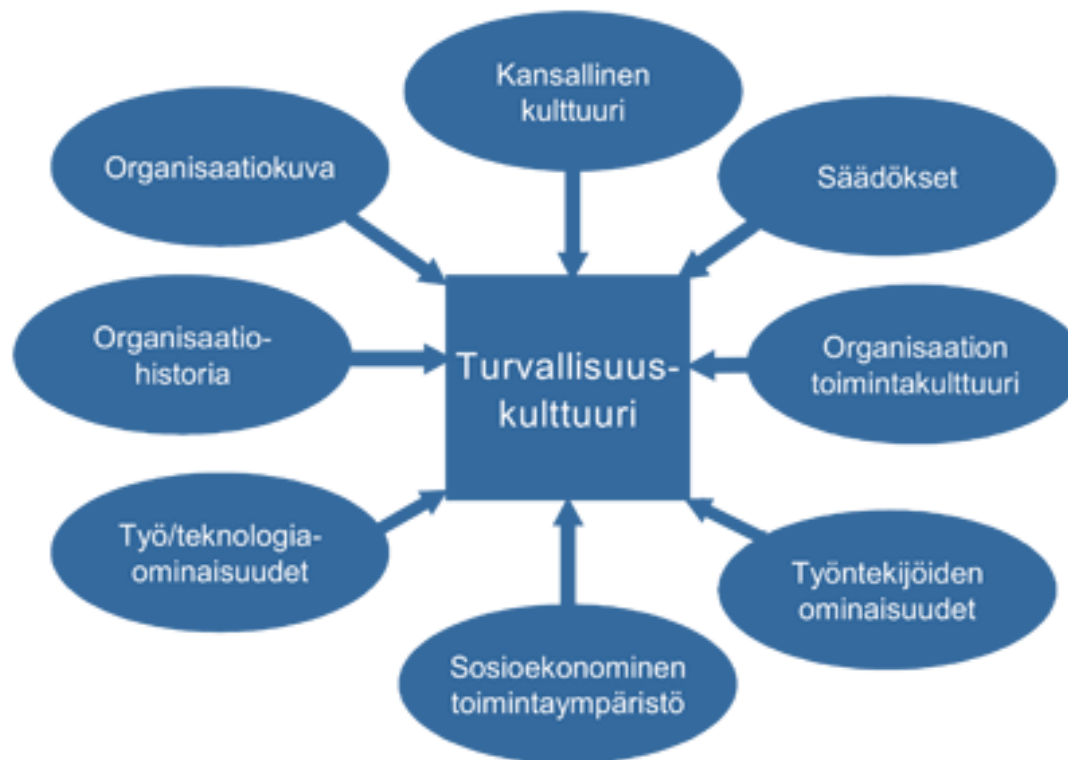 Kansallinen
kulttuuri
Organisaatiokuva
Säädökset
Organisaatio-
historia
Turvallisuus-
kulttuuri
Organisaation
toimintakulttuuri
Työ/teknologia-
ominaisuudet
Työntekijöiden
ominaisuudet
Sosioekonominen
toimintaympäristö